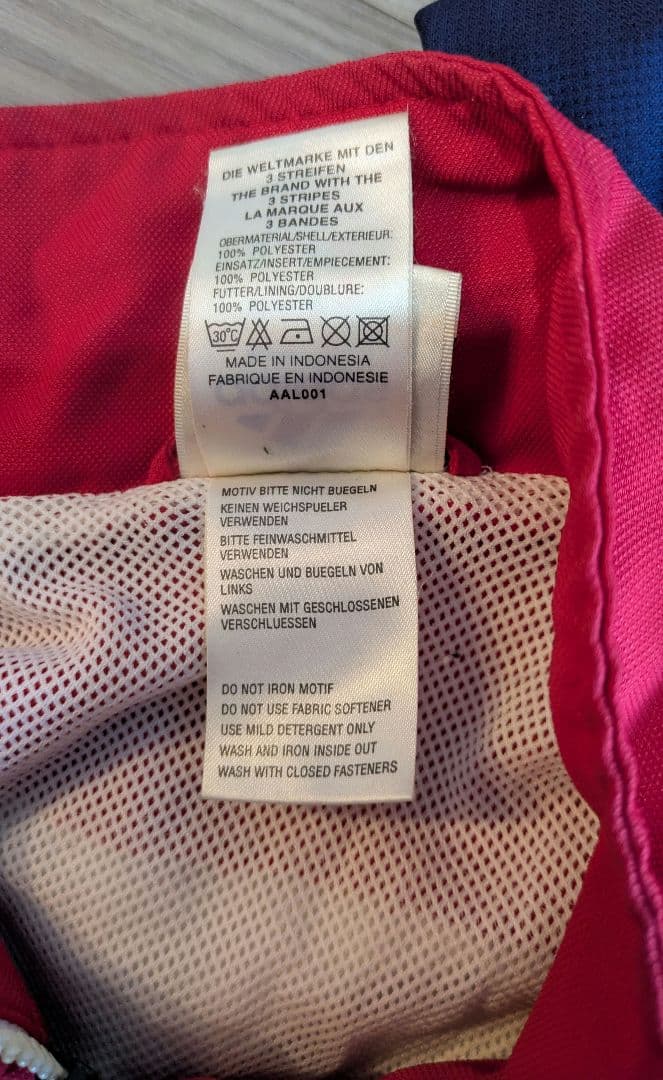 DIE WELTMARKE MIT DEN
3 STREIFEN
THE BRAND WITH THE
3 STRIPES
LA MARQUE AUX
3 BANDES
OBERMATERIAL/SHELL/EXTERIEUR:
100% POLYESTER
EINSATZ/INSERT/EMPIECEMENT:
100% POLYESTER
FUTTER/LINING/DOUBLURE:
100% POLYESTER
30°C
MADE IN INDONESIA
FABRIQUE EN INDONESIE
AAL001
MOTIV BITTE NICHT BUEGELN
KEINEN WEICHSPUELER
VERWENDEN
BITTE FEINWASCHMITTEL
VERWENDEN
WASCHEN UND BUEGELN VON
LINKS
WASCHEN MIT GESCHLOSSENEN
VERSCHLUESSEN
DO NOT IRON MOTIF
DO NOT USE FABRIC SOFTENER
USE MILD DETERGENT ONLY
WASH AND IRON INSIDE OUT
WASH WITH CLOSED FASTENERS